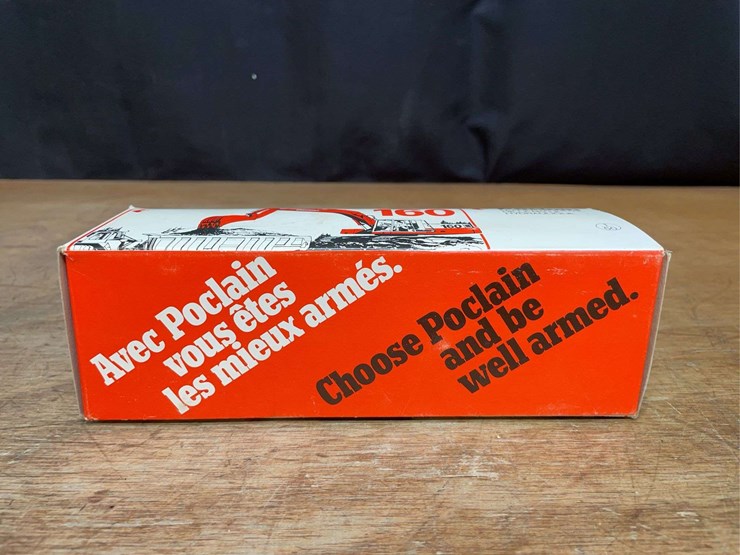 160
Avec Poclain
vous êtes
les mieux armés.
Choose Poclain
and be
well armed.